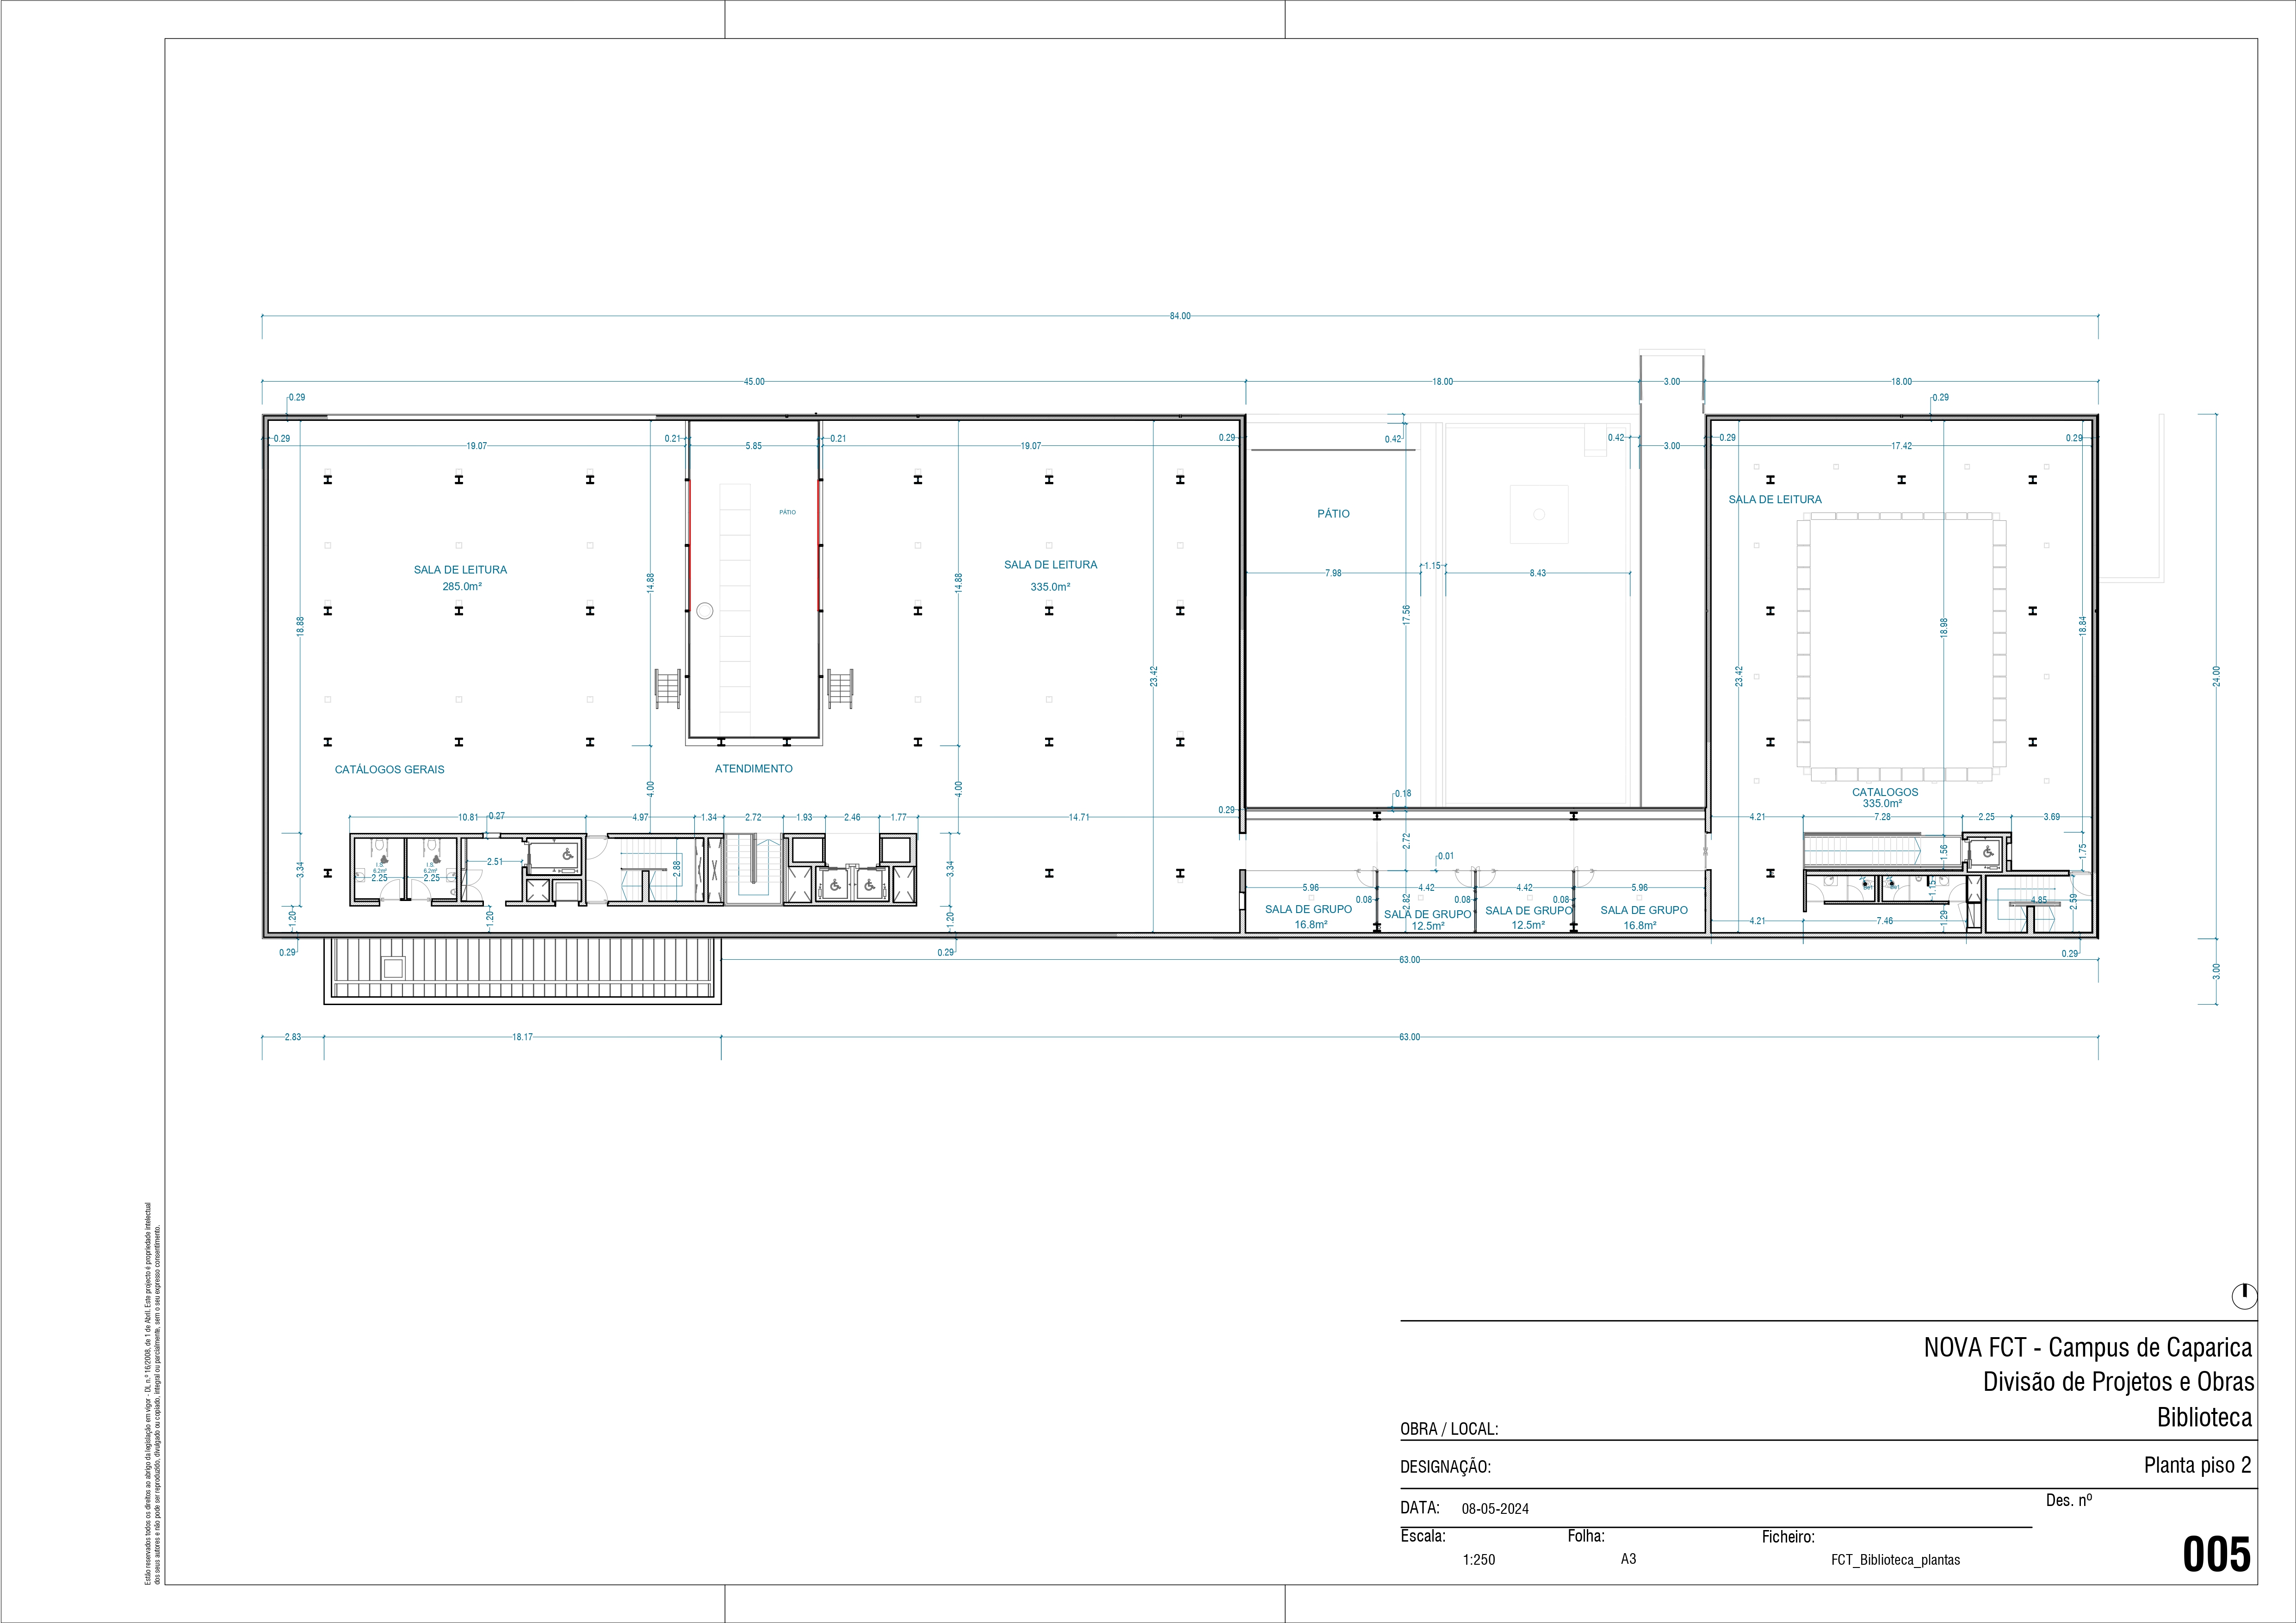 84.00
45.00
18.00
3.00
18.00
0.29
0.29
0.29
19.07
0.21
5.85
0.21
19.07
0.29
0.42
0.42
3.00
0.29
17.42
0.29
SALA DE LEITURA
PÁTIO
PÁTIO
SALA DE LEITURA
285.0m²
SALA DE LEITURA
335.0m²
14.88
14.88
7.98
1.15
8.43
18.88
17.56
18.98
18.84
23.42
23.42
24.00
CATÁLOGOS GERAIS
ATENDIMENTO
4.00
4.00
CATALOGOS
335.0m²
0.18
0.29
10.81
0.27
4.97
1.34
2.72
1.93
2.46
1.77
14.71
4.21
7.28
2.25
3.69
3.34
I.S.
6.2m²
2.25
I.S.
6.2m²
2.25
2.51
2.88
3.34
2.72
0.01
1.56
1.75
5.96
4.42
4.42
5.96
0.08
2.82
0.08
0.08
SALA DE GRUPO
16.8m²
SALA DE GRUPO
12.5m²
SALA DE GRUPO
12.5m²
SALA DE GRUPO
16.8m²
4.85
2.59
1.20
1.20
1.20
4.21
7.46
1.29
0.29
0.29
0.29
63.00
3.00
2.83
18.17
63.00
Estão reservados todos os direitos ao abrigo da legislação em vigor - DL n.º 16/2008, de 1 de Abril. Este projecto é propriedade intelectual
dos seus autores e não pode ser reproduzido, divulgado ou copiado, integral ou parcialmente, sem o seu expresso consentimento.
NOVA FCT - Campus de Caparica
Divisão de Projetos e Obras
Biblioteca
OBRA / LOCAL:
DESIGNAÇÃO:
Planta piso 2
DATA:
08-05-2024
Des. nº
Escala:
Folha:
Ficheiro:
1:250
A3
FCT_Biblioteca_plantas
005